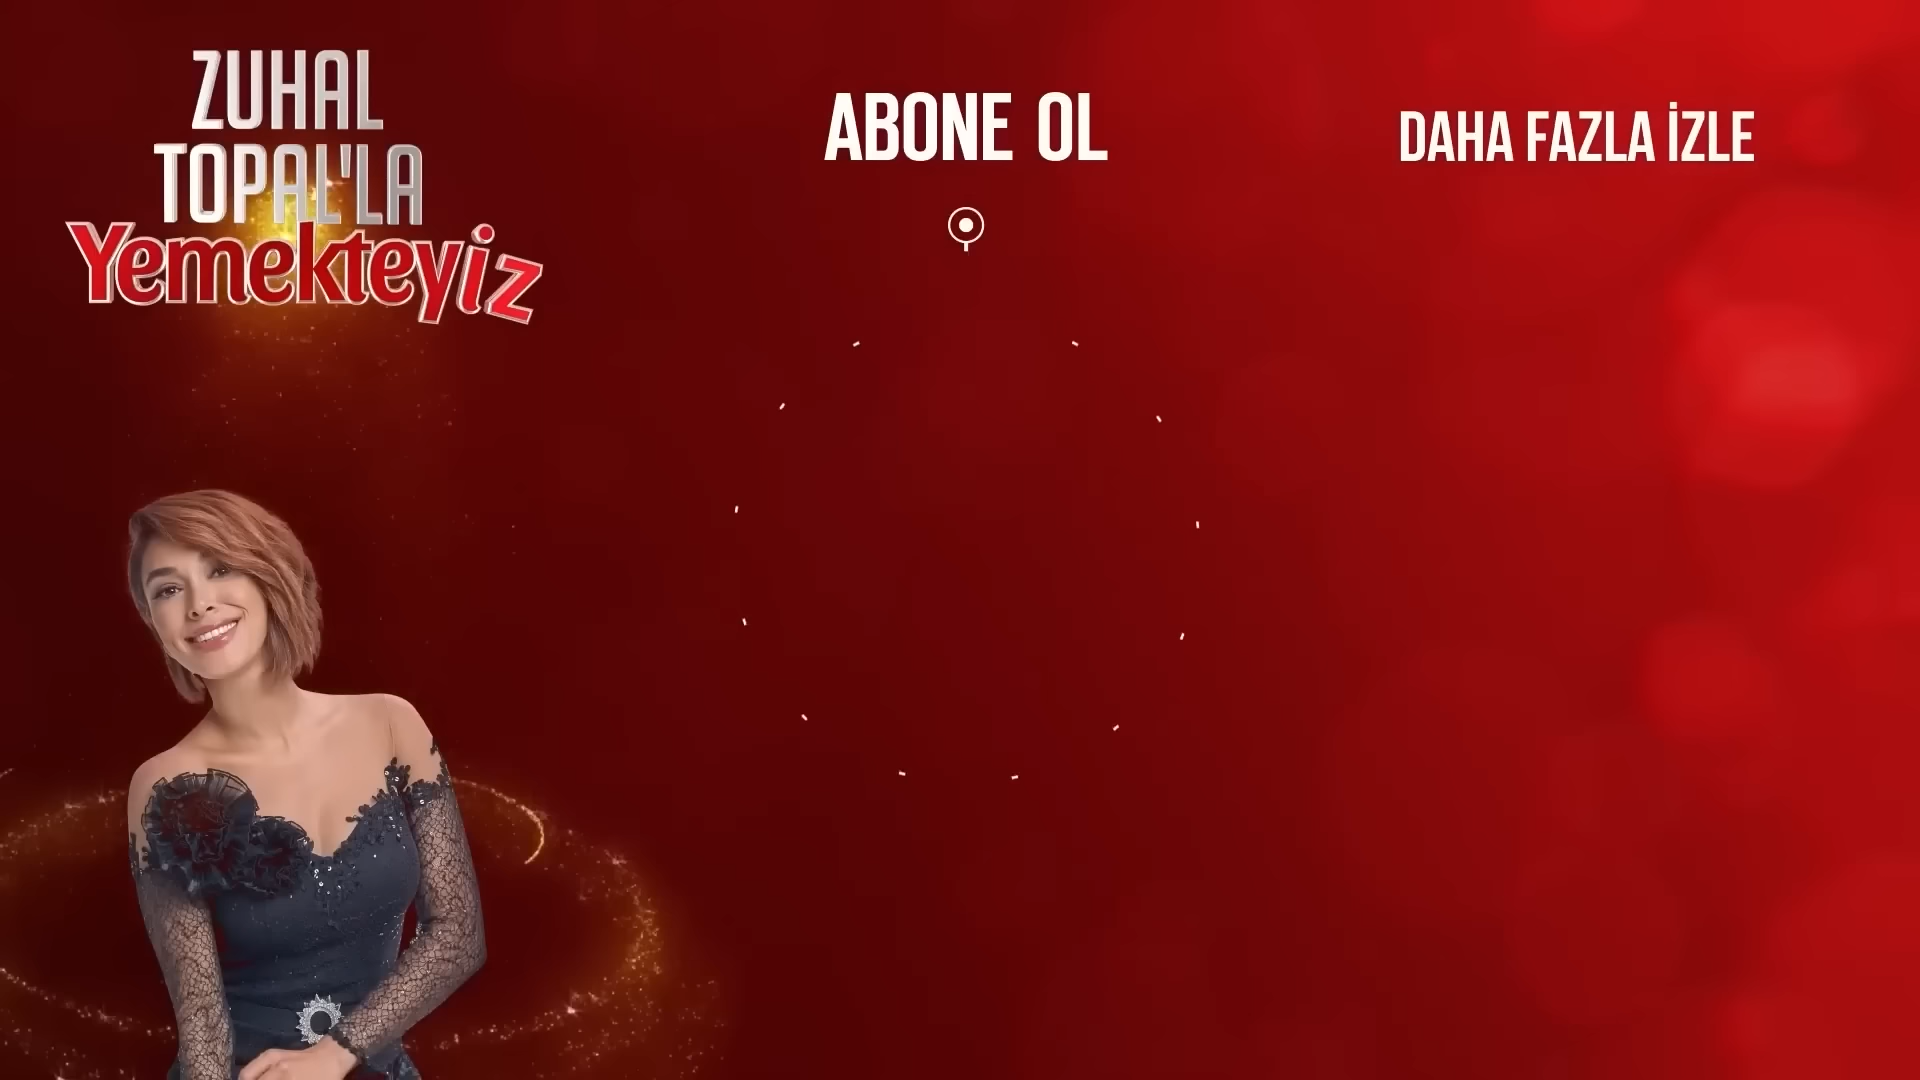 ZUHAL
TOPAL'LA
Yemekteyiz
ABONE OL
DAHA FAZLA İZLE